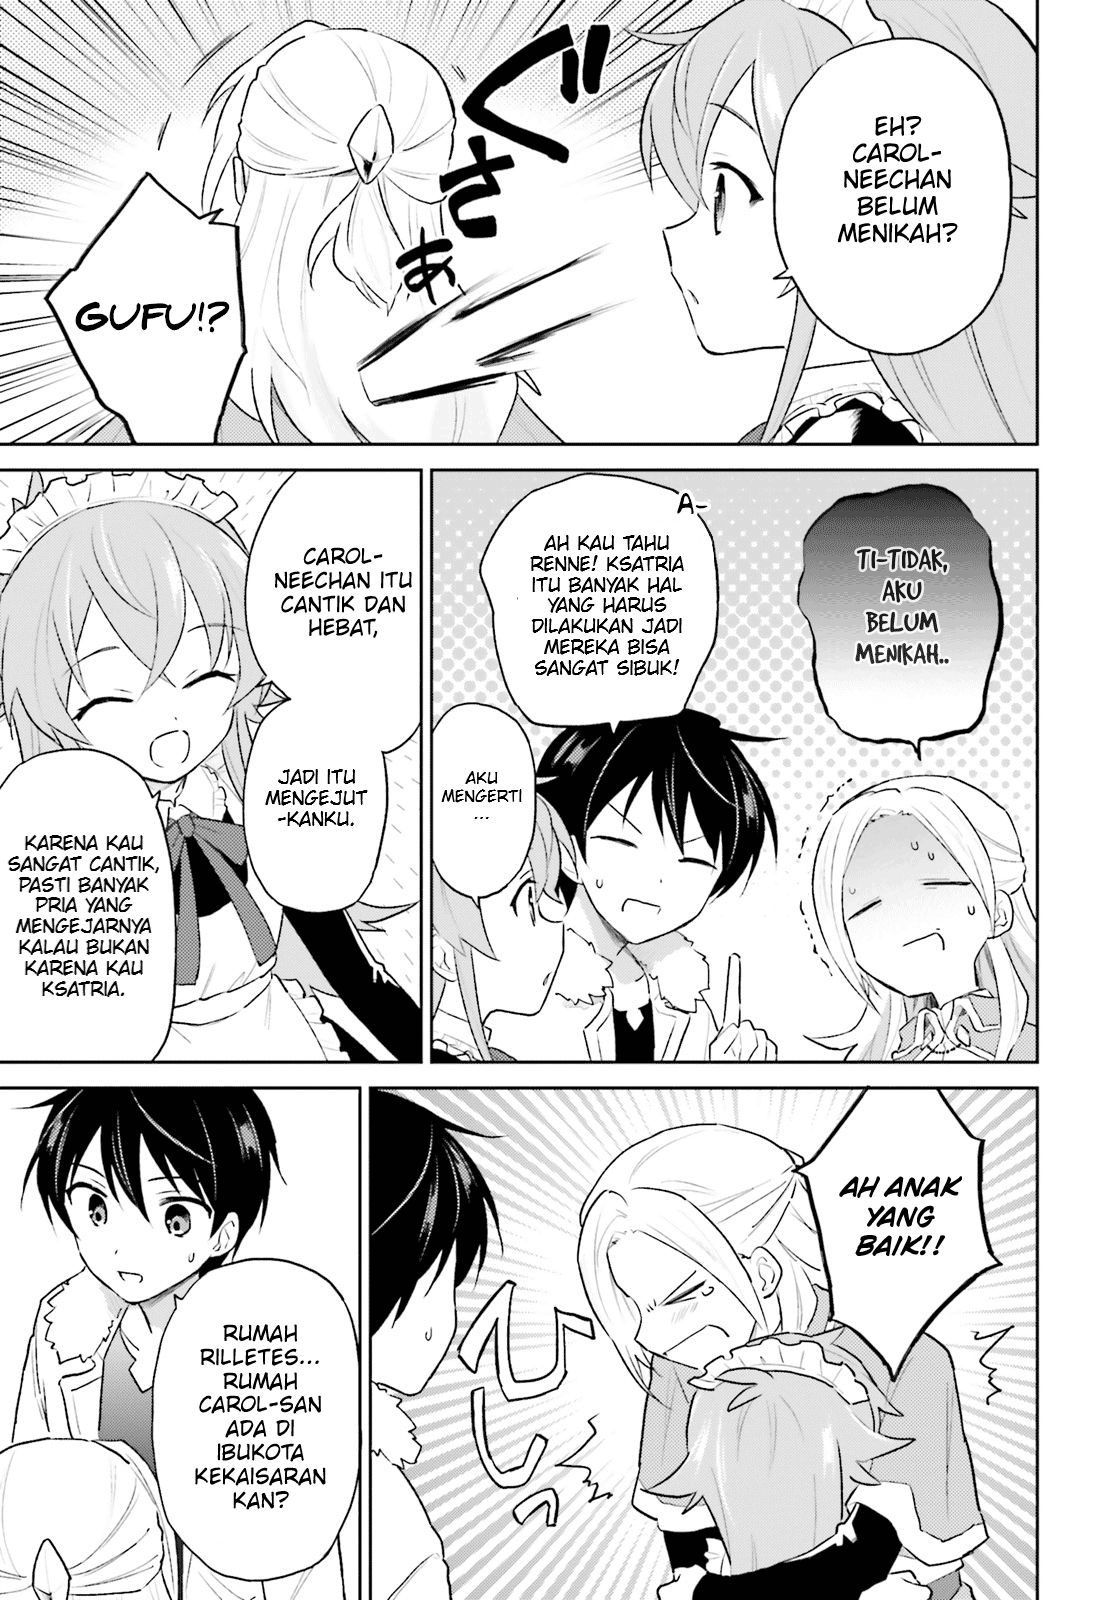 EH?
CAROL-
NEECHAN
BELUM
MENIKAH?
ぐさあ
GUFU!?
TI-TIDAK,
AKU
BELUM
MENIKAH..
A-
AH KAU TAHU
RENNE! KSATRIA
ITU BANYAK HAL
YANG HARUS
DILAKUKAN JADI
MEREKA BISA
SANGAT SIBUK!
AKU
MENGERTI
...
CAROL-
NEECHAN ITU
CANTIK DAN
HEBAT,
JADI ITU
MENGEJUT
-KANKU.
KARENA KAU
SANGAT CANTIK,
PASTI BANYAK
PRIA YANG
MENGEJARNYA
KALAU BUKAN
KARENA KAU
KSATRIA.
AH ANAK
YANG
BAIK!!
RUMAH
RILLETES...
RUMAH
CAROL-SAN
ADA DI
IBUKOTA
KEKAISARAN
KAN?